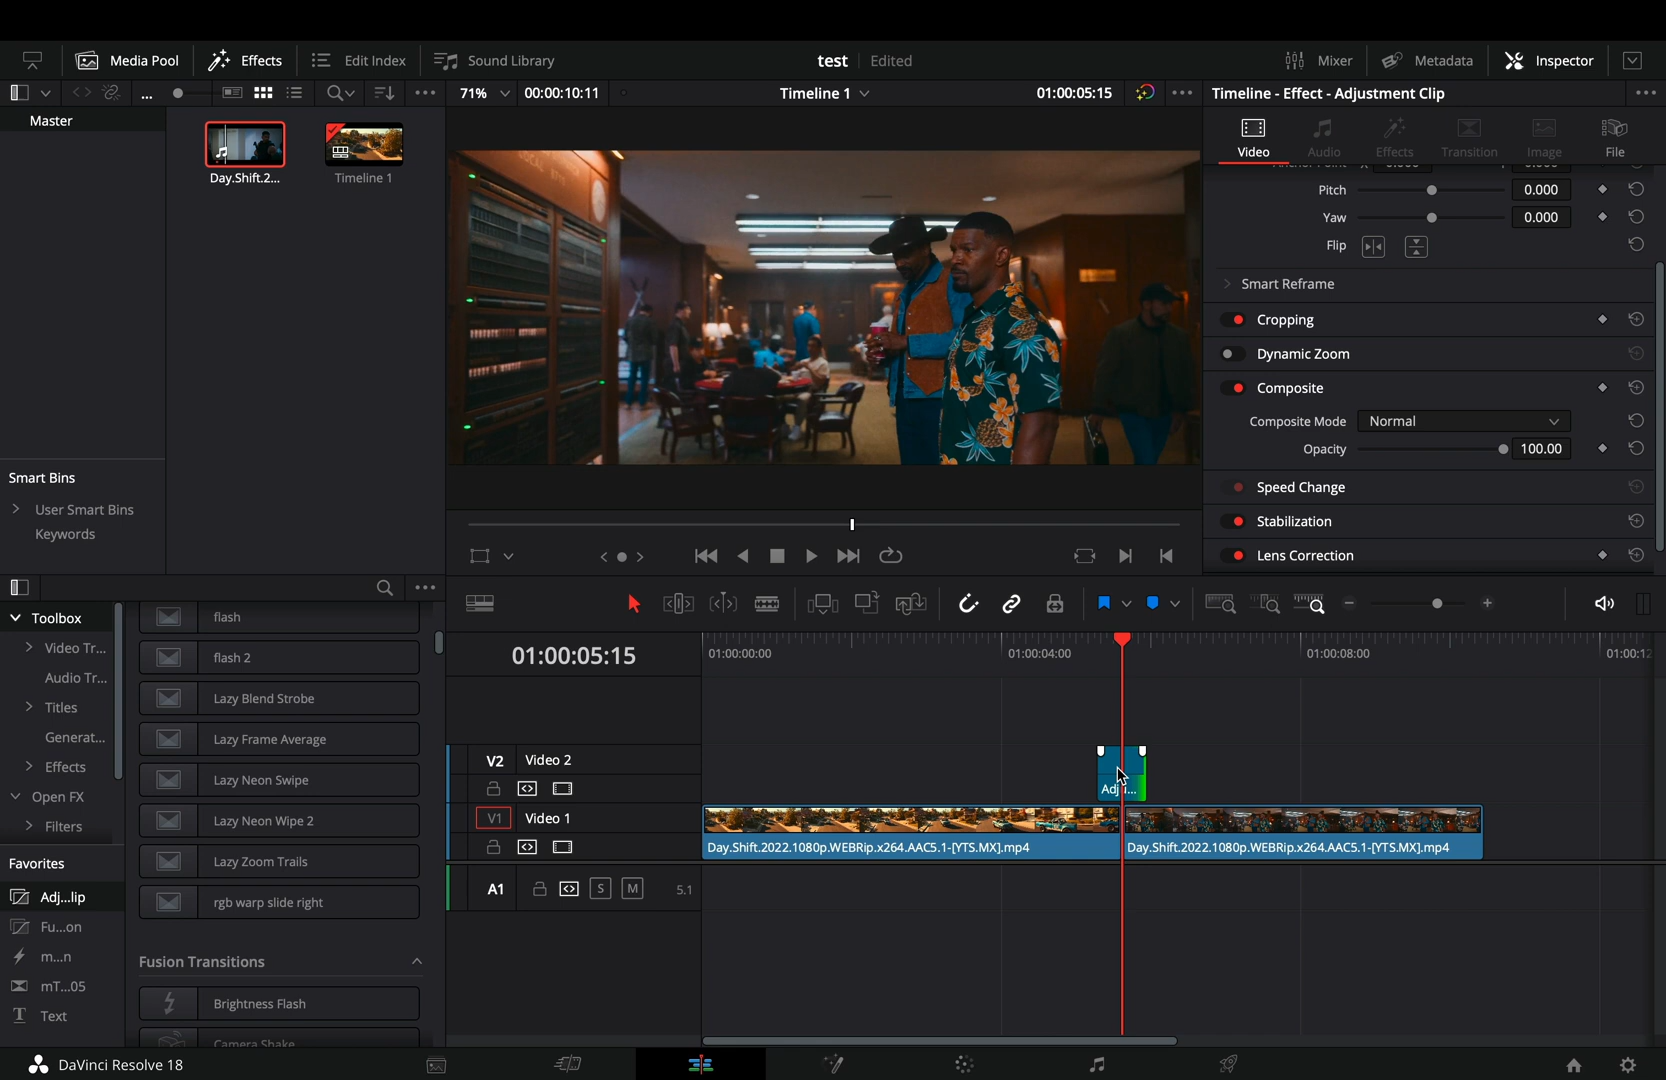 Media Pool
Effects
Edit Index
Sound Library
test
Edited
Mixer
Metadata
Inspector
71%
00:00:10:11
Timeline 1
01:00:05:15
Timeline - Effect - Adjustment Clip
Master
Day.Shift.2...
Timeline 1
Video
Audio
Effects
Transition
Image
File
Pitch
0.000
Yaw
0.000
Flip
Smart Reframe
Cropping
Dynamic Zoom
Composite
Composite Mode
Normal
Opacity
100.00
Speed Change
Stabilization
Lens Correction
Smart Bins
User Smart Bins
Keywords
Toolbox
Video Tr...
Audio Tr...
Titles
Generat...
Effects
Open FX
Filters
Favorites
Adj...lip
Fu...on
m...n
mT...05
T Text
flash
flash 2
Lazy Blend Strobe
Lazy Frame Average
Lazy Neon Swipe
Lazy Neon Wipe 2
Lazy Zoom Trails
rgb warp slide right
Fusion Transitions
Brightness Flash
Camera Shake
01:00:05:15
01:00:00:00
01:00:04:00
01:00:08:00
01:00:12
V2
Video 2
V1
Video 1
Day.Shift.2022.1080p.WEBRip.x264.AAC5.1-[YTS.MX].mp4
Day.Shift.2022.1080p.WEBRip.x264.AAC5.1-[YTS.MX].mp4
A1
S
M
5.1
DaVinci Resolve 18